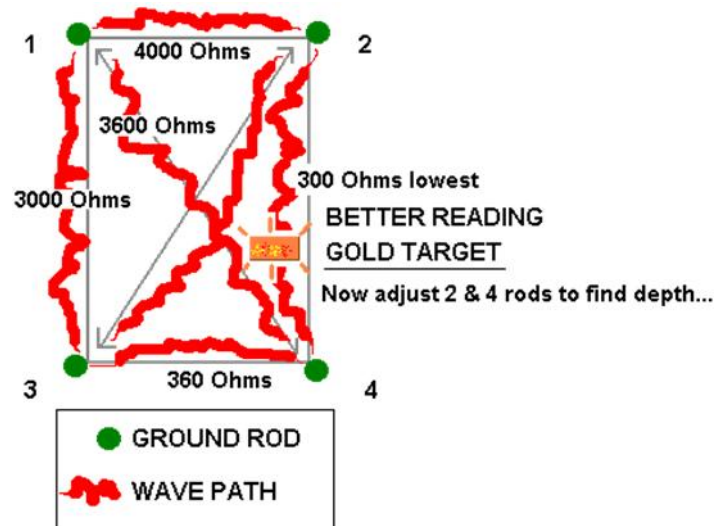 1
2
4000 Ohms
3600 Ohms
300 Ohms lowest
3000 Ohms
BETTER READING
GOLD TARGET
Now adjust 2 & 4 rods to find depth...
3
360 Ohms
4
GROUND ROD
WAVE PATH